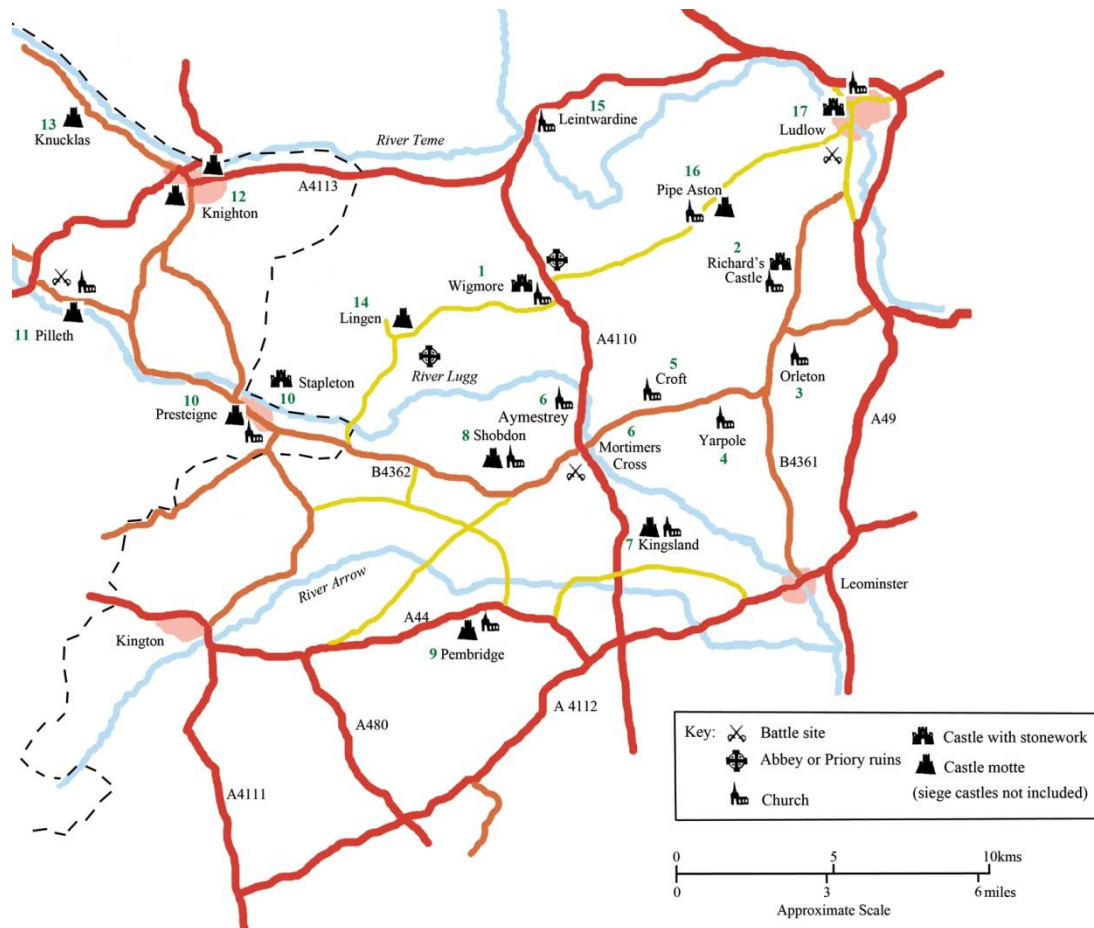 15
Leintwardine
17
Ludlow
13
Knucklas
River Teme
A4113
12
Knighton
16
Pipe Aston
2
Richard's
Castle
1
Wigmore
14
Lingen
11 Pilleth
A4110
River Lugg
Stapleton
10
Presteigne
10
5
Croft
Orleton
3
6
Aymestrey
6
Mortimers
Cross
Yarpole
4
A49
8 Shobdon
B4362
B4361
7 Kingsland
River Arrow
Leominster
A44
Kington
9 Pembridge
A480
A 4112
A4111
Key:
Battle site
Abbey or Priory ruins
Church
Castle with stonework
Castle motte
(siege castles not included)
0 5 10kms
0 3 6 miles
Approximate Scale